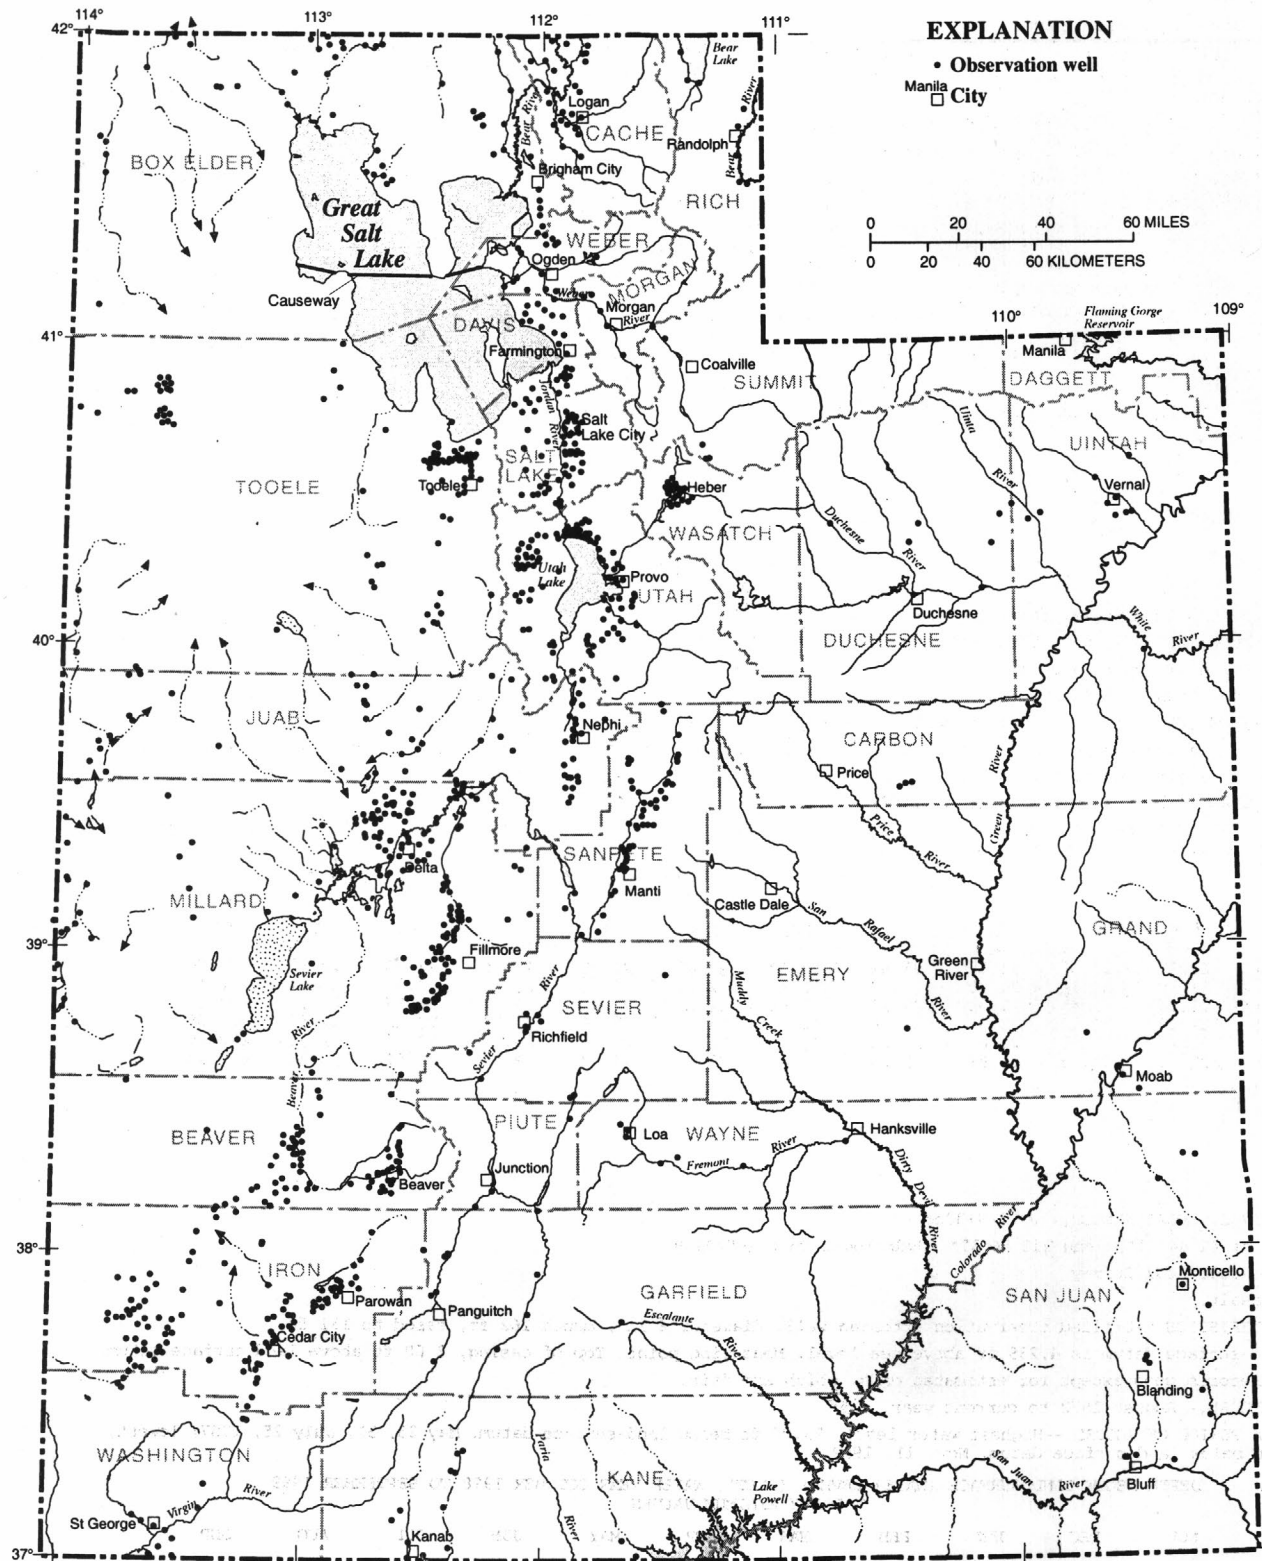 114°
113°
112°
111°
42°
EXPLANATION
Observation well
Manila
City
Bear
Lake
River
Logan
CACHE
Randolph
Bear
River
Bear
BOX ELDER
Brigham City
RICH
Great
Salt
Lake
0 20 40 60 MILES
0 20 40 60 KILOMETERS
WEBER
Ogden
Causeway
Weber
MORGAN
Morgan
River
DAVIS
41°
110°
109°
Flaming Gorge
Reservoir
Manila
Farmington
Coalville
SUMMIT
DAGGETT
Jordan
River
Salt
Lake City
Uinta
River
UINTAH
SALT
LAKE
TOOELE
Tooele
Heber
Vernal
WASATCH
Duchesne
River
Utah
Lake
Provo
UTAH
Duchesne
DUCHESNE
White
River
40°
JUAB
Nephi
CARBON
Price
Green
River
Price
River
SANPETE
Delta
Manti
MILLARD
Castle Dale
San
Rafael
River
GRAND
39°
Fillmore
Green
River
EMERY
Sevier
Lake
River
SEVIER
Muddy
Creek
Richfield
River
Sevier
Beaver
Moab
PIUTE
BEAVER
Loa
WAYNE
Hanksville
Fremont
River
Dirty
Devil
River
Junction
Beaver
Colorado
River
38°
IRON
GARFIELD
Monticello
SAN JUAN
Parowan
Panguitch
Escalante
River
Cedar City
Blanding
WASHINGTON
Paria
River
KANE
San
Juan
River
Bluff
Lake
Powell
Virgin
River
St George
Kanab
37°